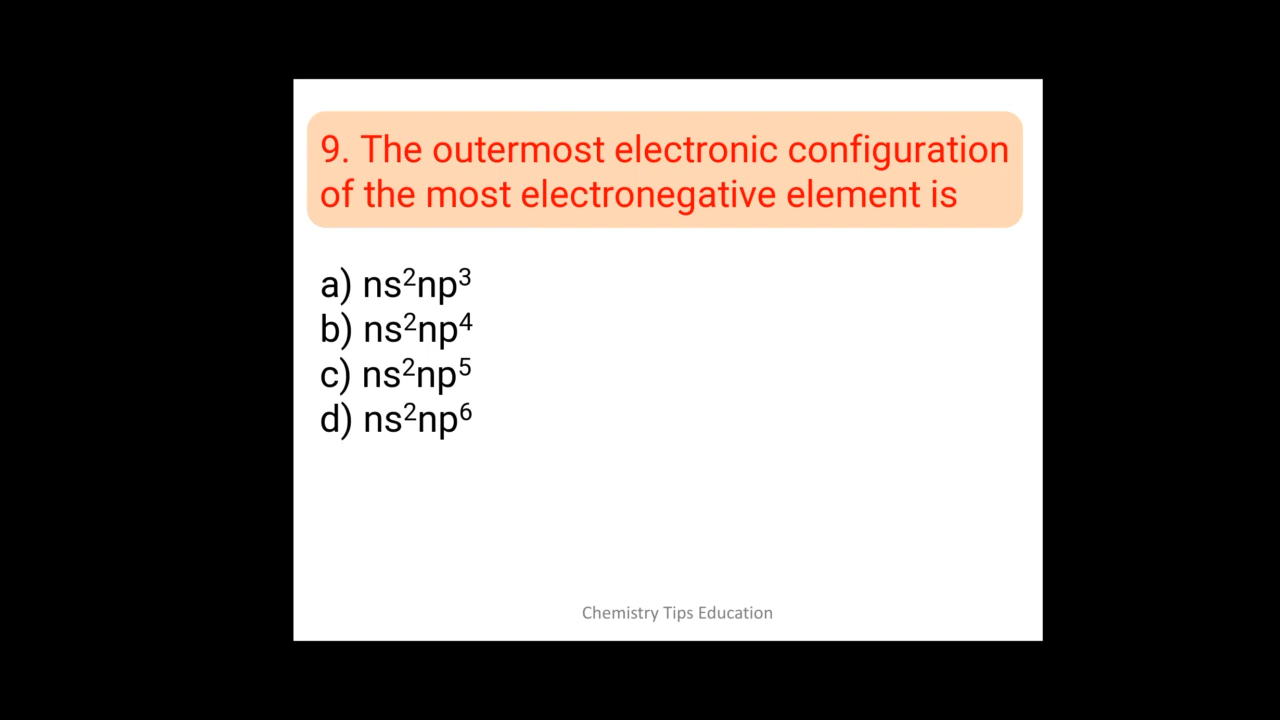 9. The outermost electronic configuration
of the most electronegative element is
a) ns²np³
b) ns²np⁴
c) ns²np⁵
d) ns²np⁶
Chemistry Tips Education